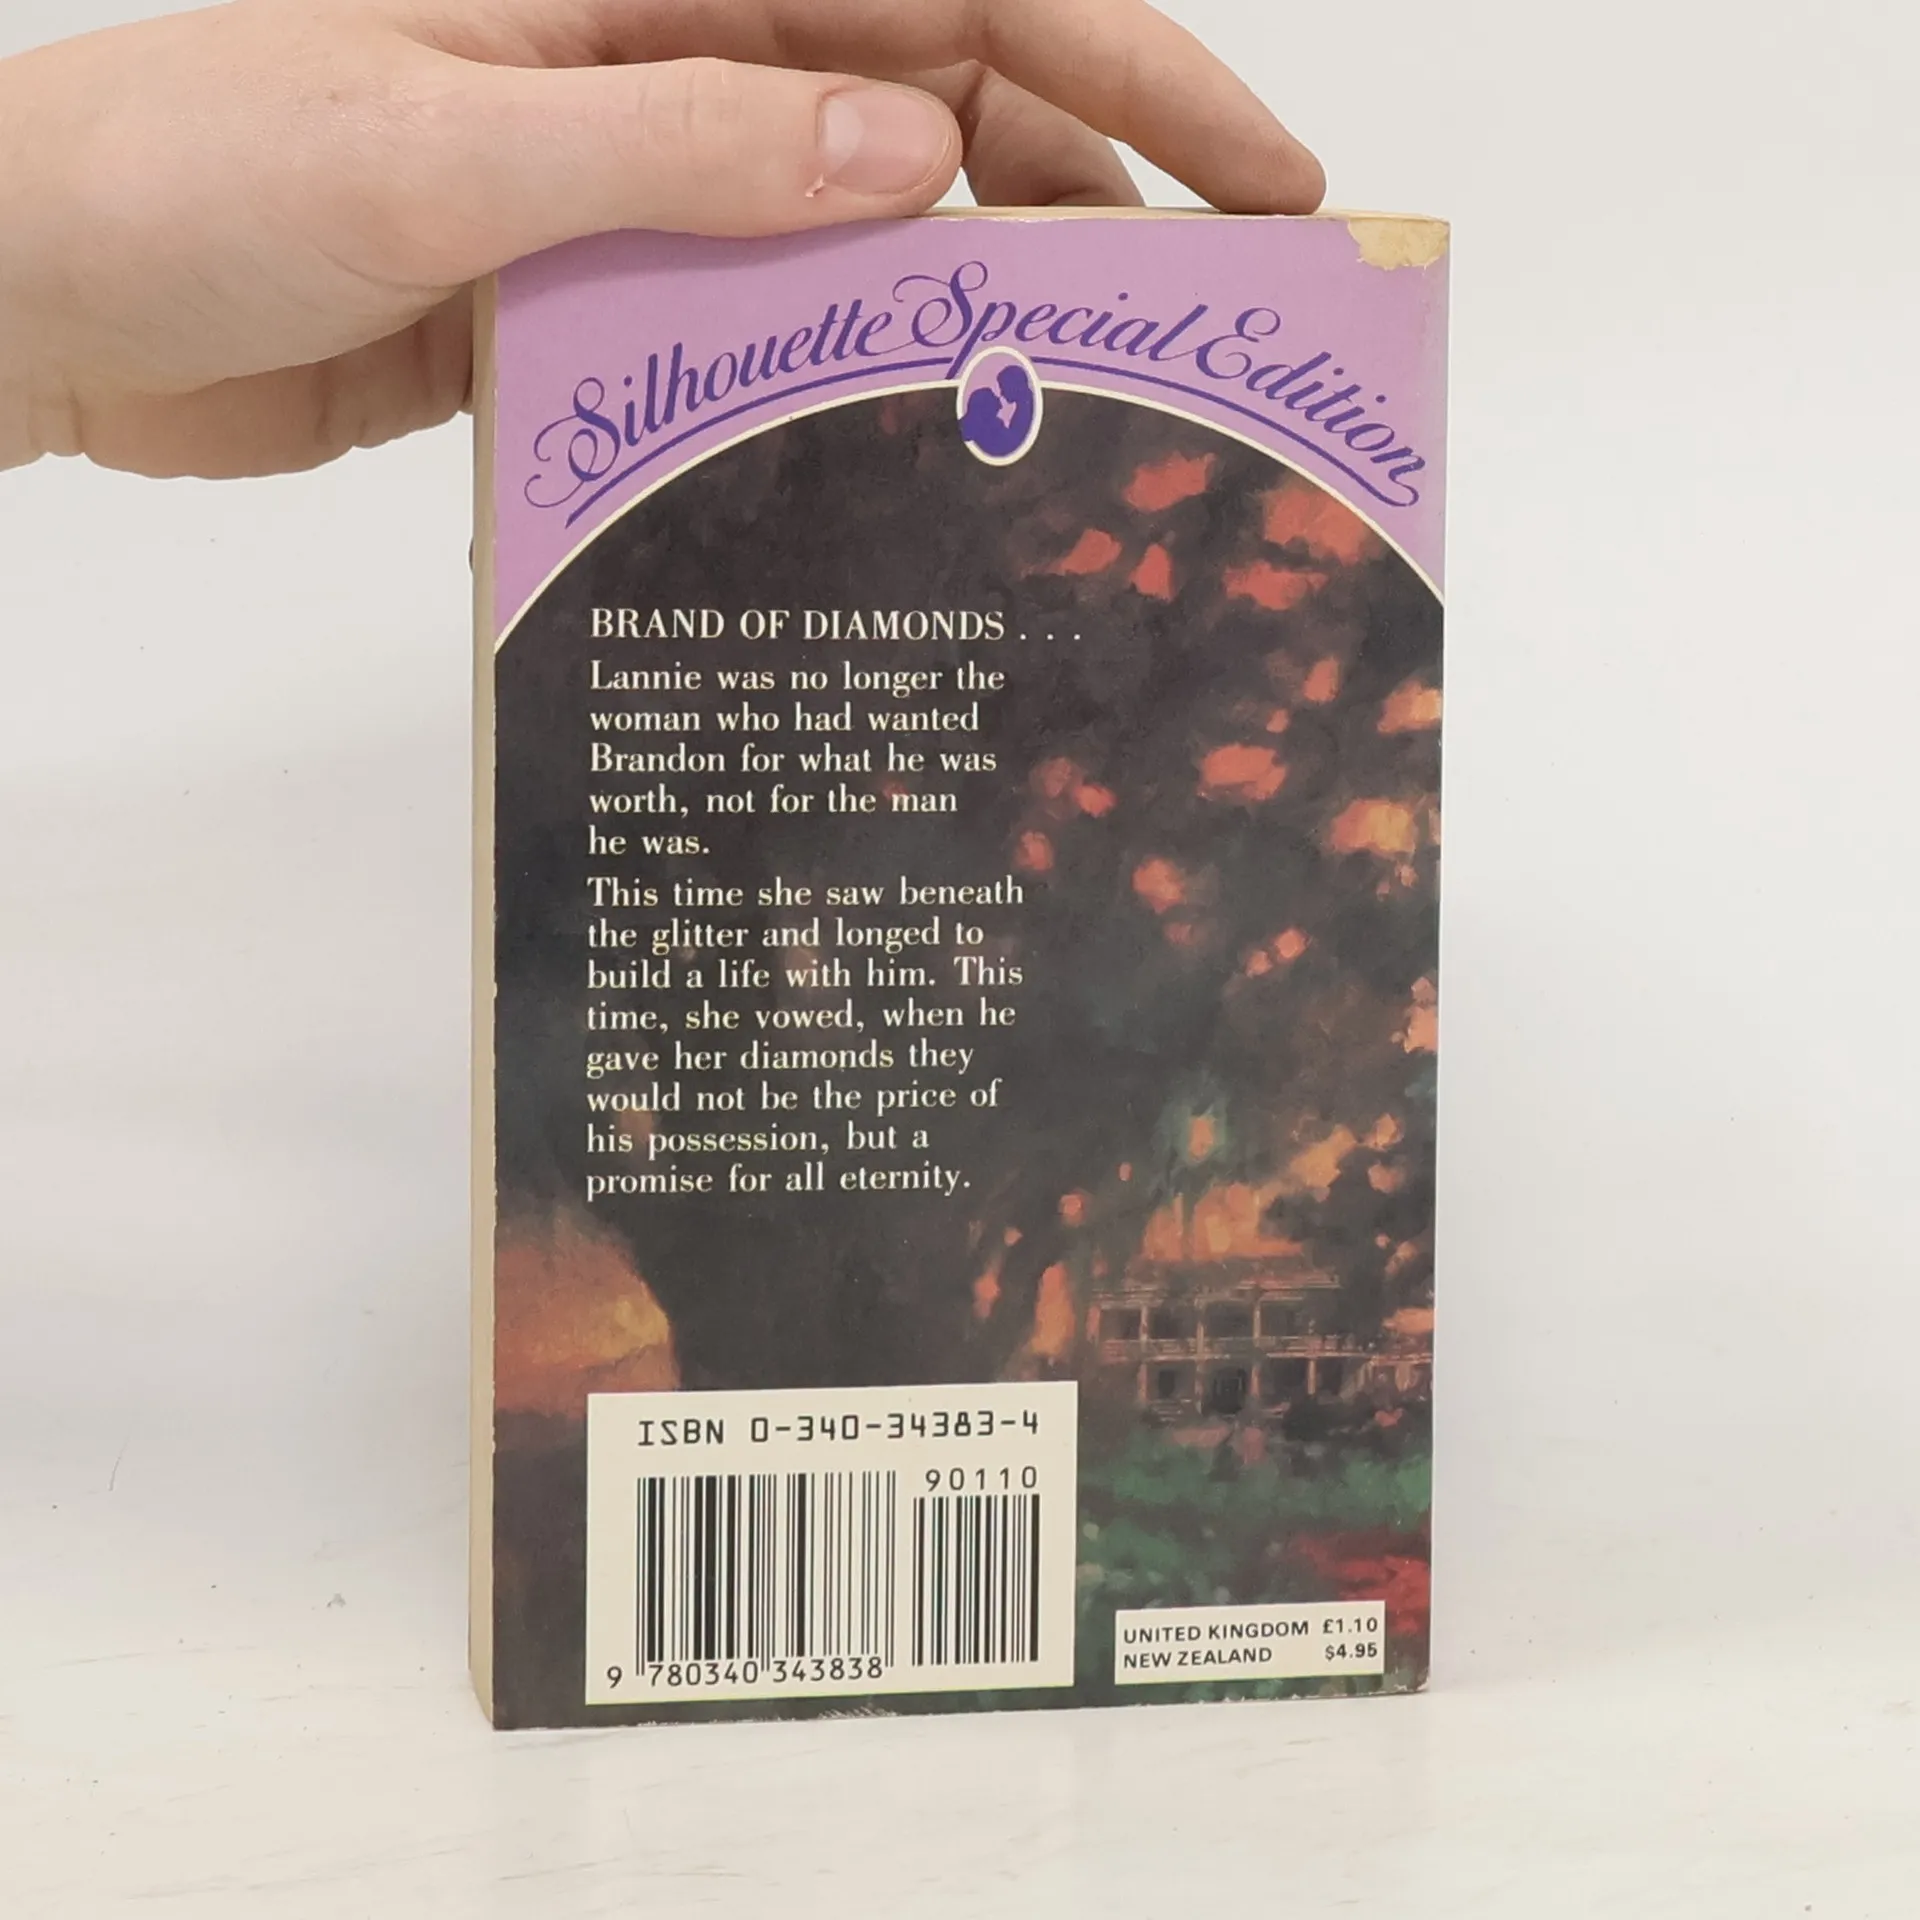 Silhouette Special Edition
BRAND OF DIAMONDS . . .
Lannie was no longer the
woman who had wanted
Brandon for what he was
worth, not for the man
he was.
This time she saw beneath
the glitter and longed to
build a life with him. This
time, she vowed, when he
gave her diamonds they
would not be the price of
his possession, but a
promise for all eternity.
ISBN 0-340-34383-4
90110
9 780340 343838
UNITED KINGDOM £1.10
NEW ZEALAND $4.95